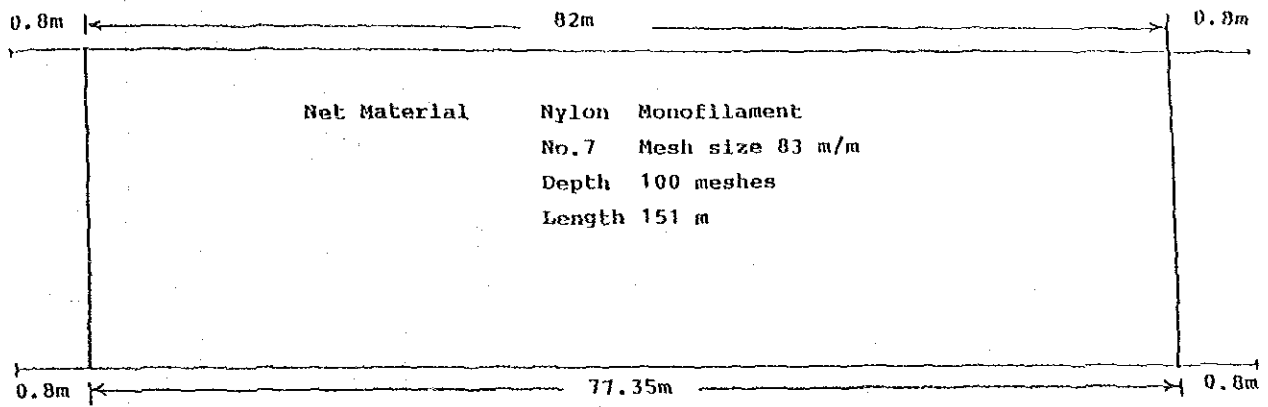 0.8m 82m 0.8m
Net Material Nylon Monofilament
No.7 Mesh size 83 m/m
Depth 100 meshes
Length 151 m
0.8m 77.35m 0.8m